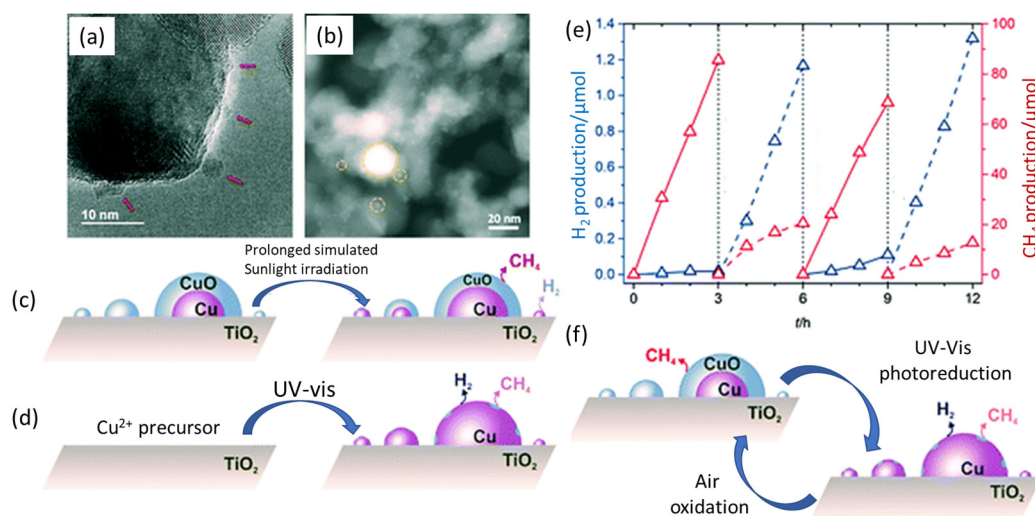 (a)
10 nm
(b)
20 nm
(e)
H₂ production/μmol
1.4
1.2
1.0
0.8
0.6
0.4
0.2
0.0
0
3
6
9
12
t/h
100
80
60
40
20
0
CH₄ production/μmol
(c)
CuO
Cu
TiO₂
Prolonged simulated
Sunlight irradiation
CH₄
H₂
CuO
Cu
TiO₂
(d)
Cu²⁺ precursor
TiO₂
UV-vis
H₂
CH₄
Cu
TiO₂
(f)
CH₄
CuO
Cu
TiO₂
UV-Vis
photoreduction
H₂
CH₄
Cu
TiO₂
Air
oxidation